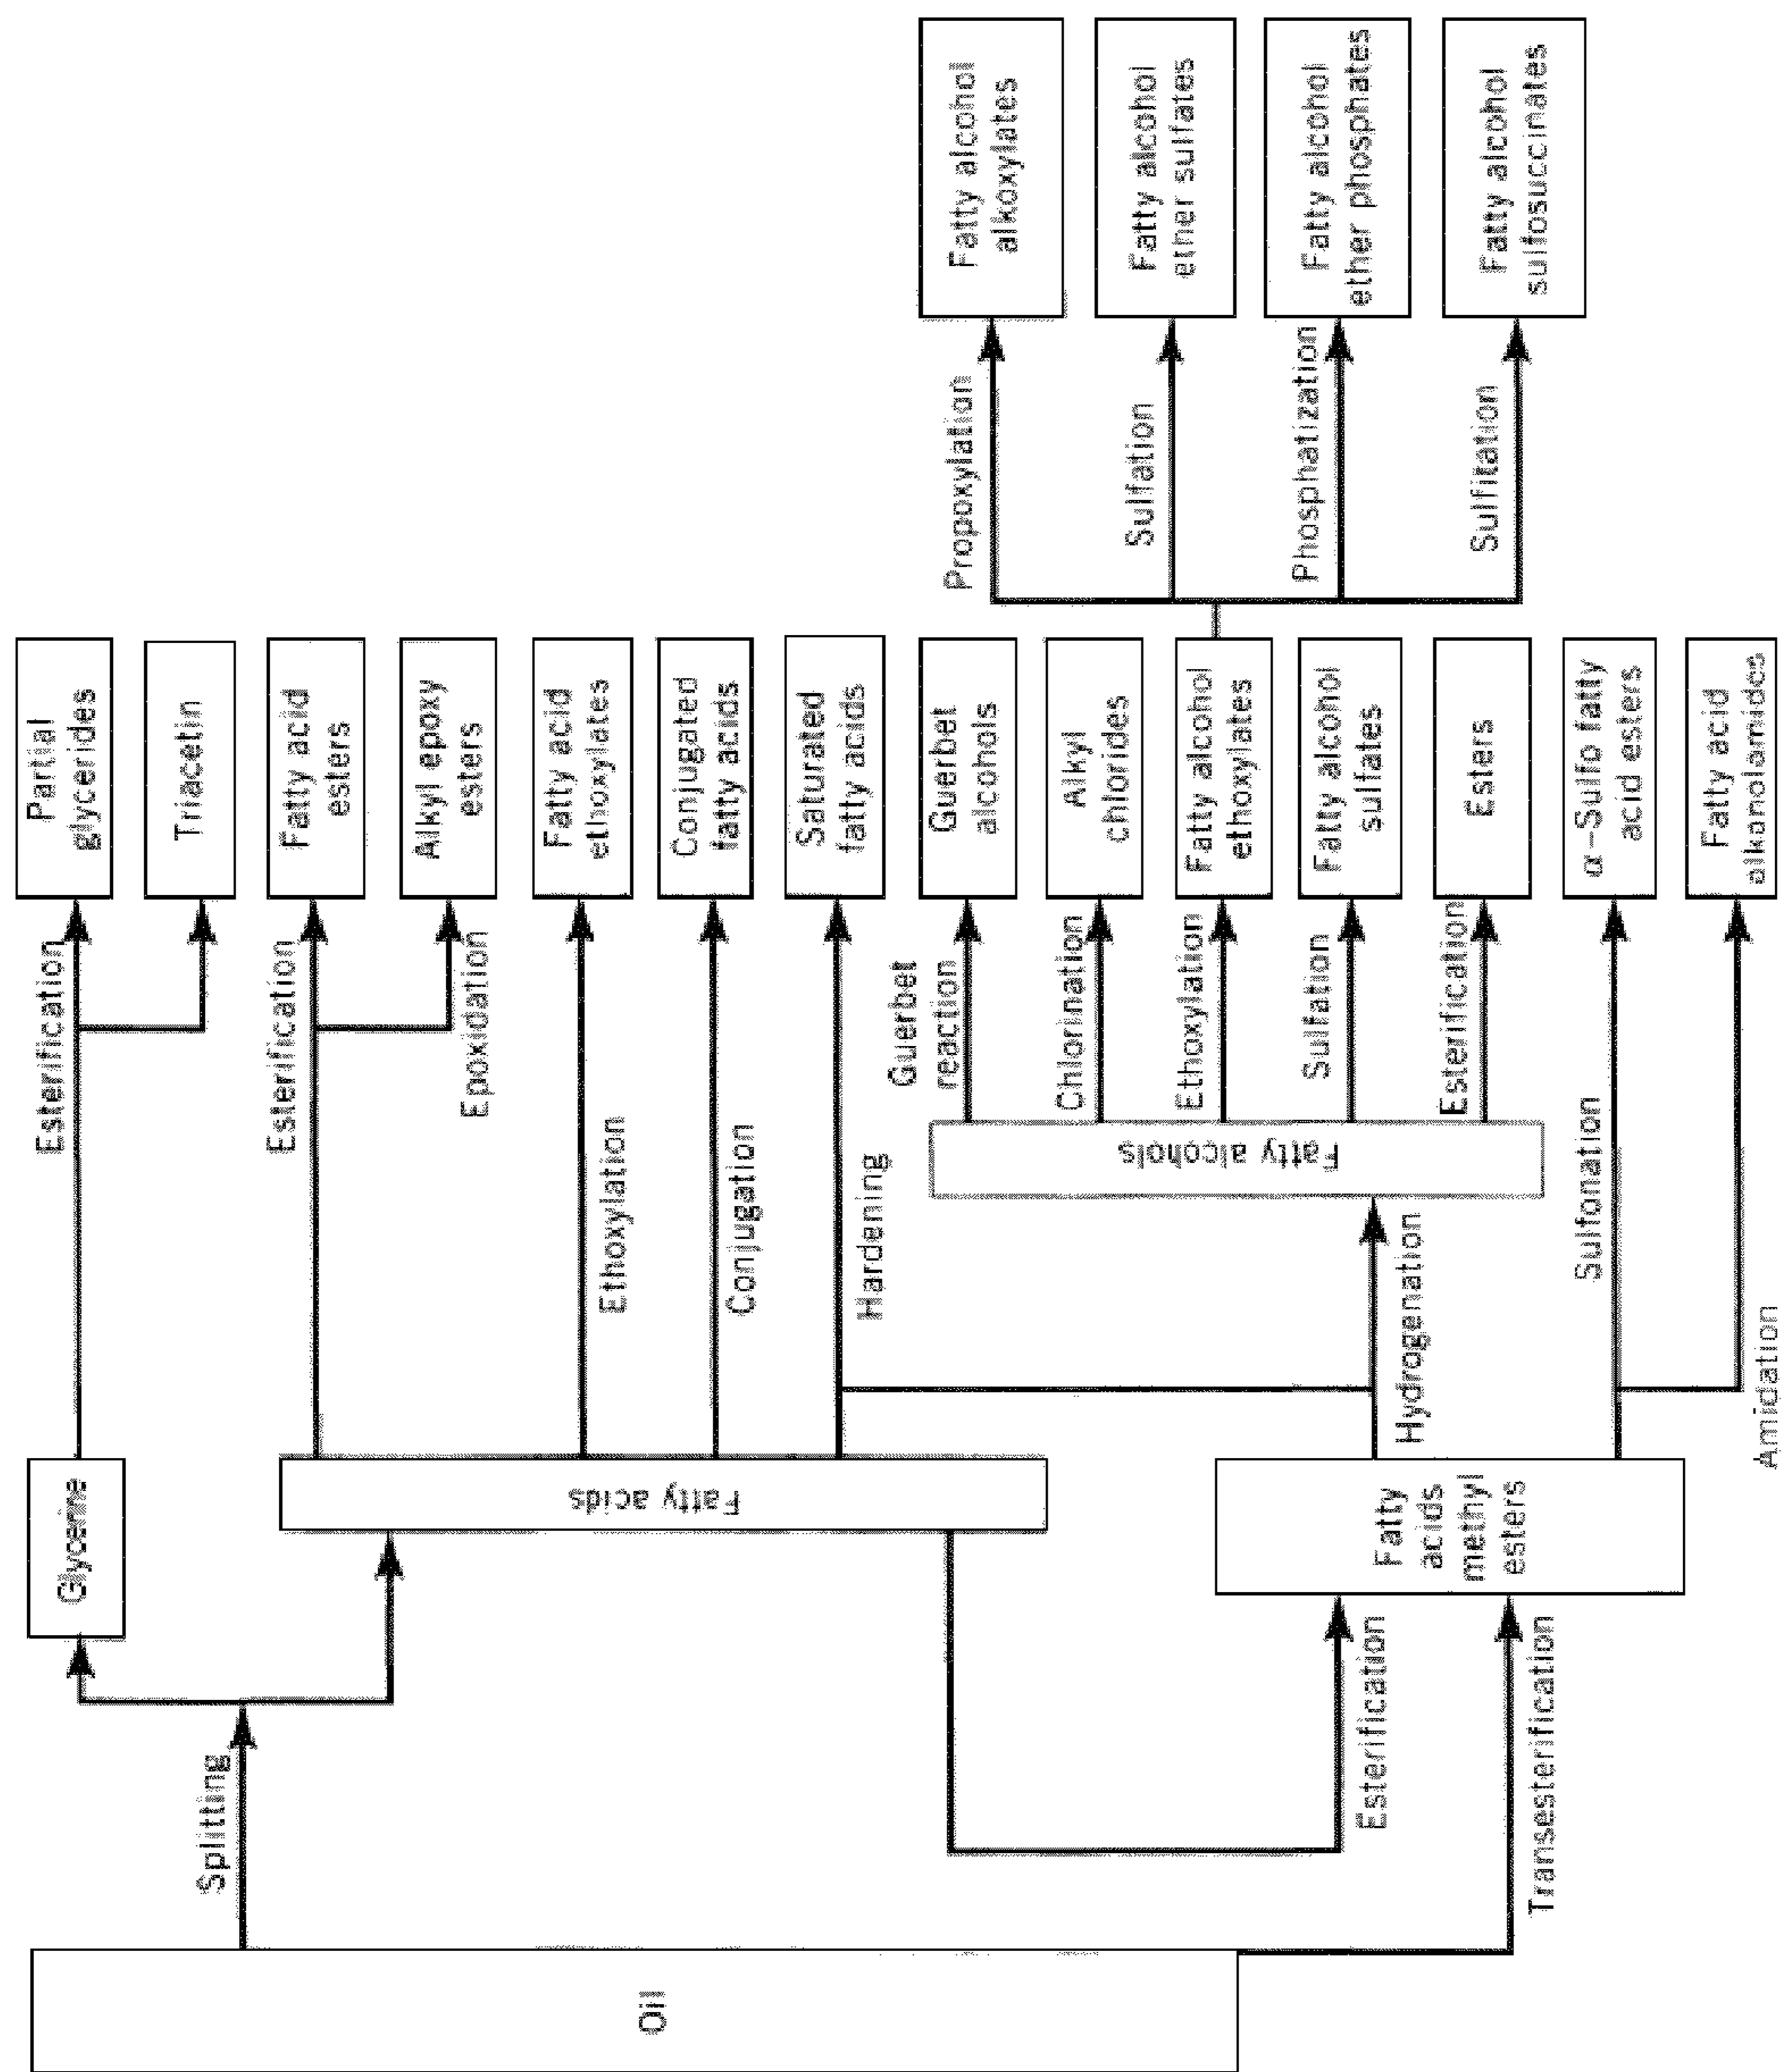 Oil
Splitting
Transesterification
Esterification
Glycerine
Fatty acids
Fatty
acids
methyl
esters
Esterification
Esterification
Epoxidation
Ethoxylation
Conjugation
Hardening
Hydrogenation
Sulfonation
Amidation
Fatty alcohols
Guerbet
reaction
Chlorination
Ethoxylation
Sulfation
Esterification
Partial
glycerides
Triacetin
Fatty acid
esters
Alkyl epoxy
esters
Fatty acid
ethoxylates
Conjugated
fatty acids
Saturated
fatty acids
Guerbet
alcohols
Alkyl
chlorides
Fatty alcohol
ethoxylates
Fatty alcohol
sulfates
Esters
α-Sulfo fatty
acid esters
Fatty acid
alkonolamides
Propoxylation
Sulfation
Phosphatization
Sulfitation
Fatty alcohol
alkoxylates
Fatty alcohol
ether sulfates
Fatty alcohol
ether phosphates
Fatty alcohol
sulfosuccinates